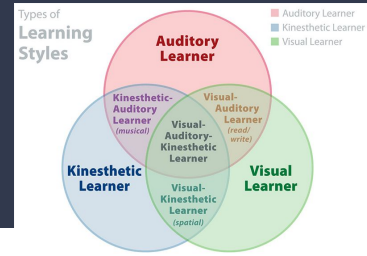 Types of
Learning
Styles
Auditory Learner
Kinesthetic Learner
Visual Learner
Auditory
Learner
Kinesthetic-
Auditory
Learner
(musical)
Visual-
Auditory
Learner
(read/
write)
Visual-
Auditory-
Kinesthetic
Learner
Kinesthetic
Learner
Visual
Learner
Visual-
Kinesthetic
Learner
(spatial)